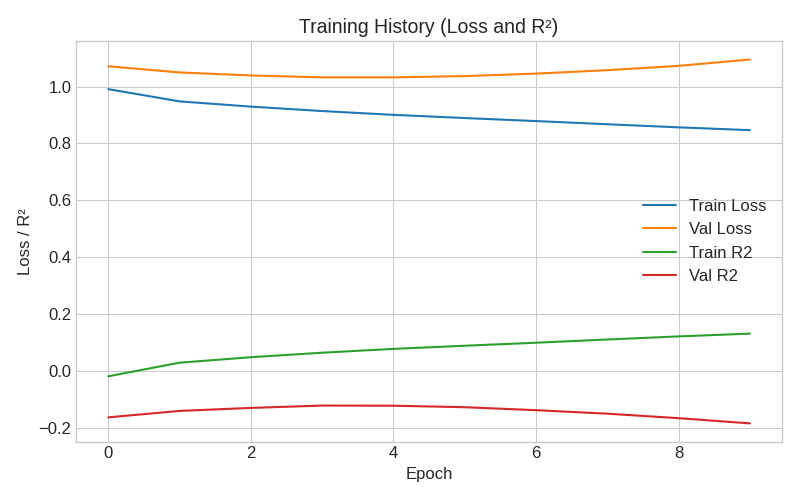 Training History (Loss and R²)
Loss / R²
1.0
0.8
0.6
0.4
0.2
0.0
−0.2
Train Loss
Val Loss
Train R2
Val R2
0 2 4 6 8
Epoch